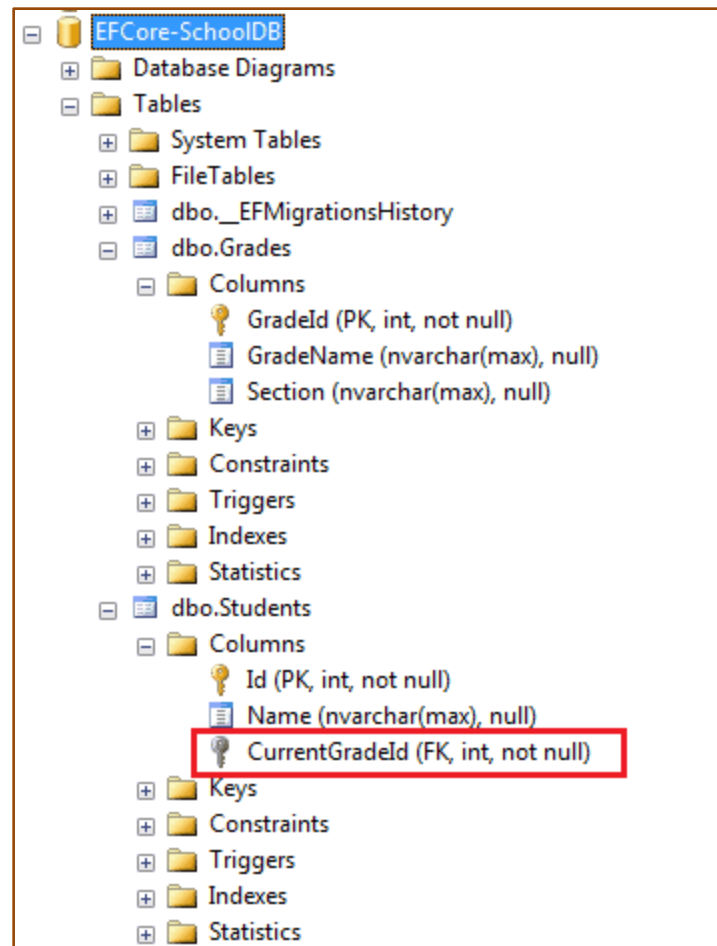 EFCore-SchoolDB
Database Diagrams
Tables
System Tables
FileTables
dbo.__EFMigrationsHistory
dbo.Grades
Columns
GradeId (PK, int, not null)
GradeName (nvarchar(max), null)
Section (nvarchar(max), null)
Keys
Constraints
Triggers
Indexes
Statistics
dbo.Students
Columns
Id (PK, int, not null)
Name (nvarchar(max), null)
CurrentGradeId (FK, int, not null)
Keys
Constraints
Triggers
Indexes
Statistics